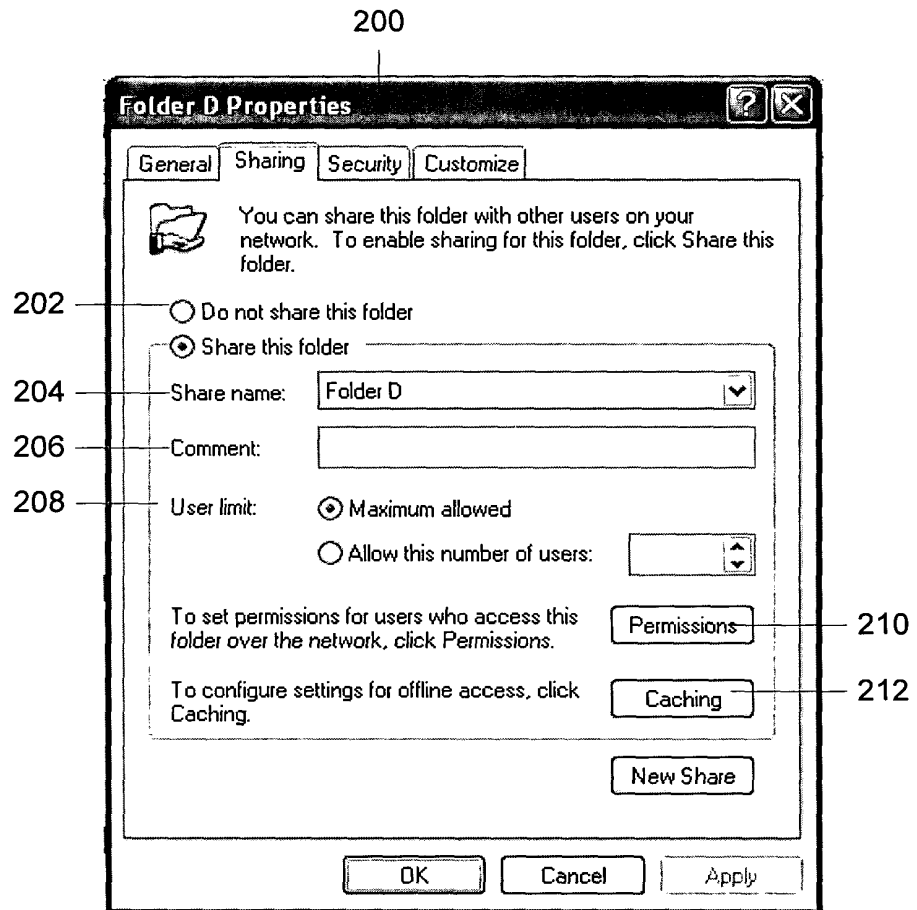 200
Folder D Properties
General Sharing Security Customize
You can share this folder with other users on your
network. To enable sharing for this folder, click Share this
folder.
202
Do not share this folder
Share this folder
204 Share name: Folder D
206 Comment:
208 User limit: Maximum allowed
Allow this number of users:
To set permissions for users who access this
folder over the network, click Permissions.
Permissions 210
To configure settings for offline access, click
Caching.
Caching 212
New Share
OK Cancel Apply